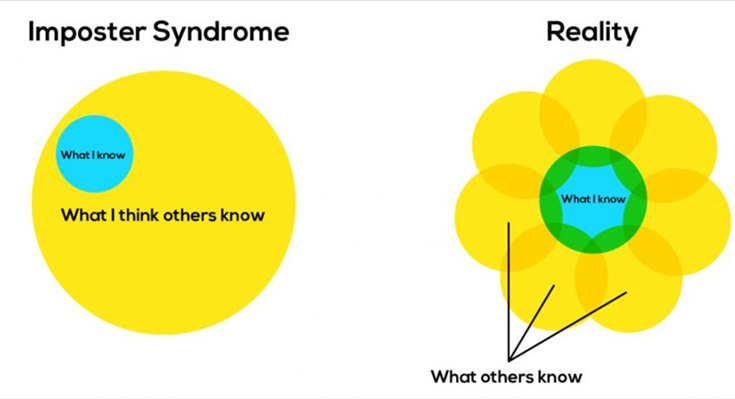 Imposter Syndrome
What I know
What I think others know
Reality
What I know
What others know